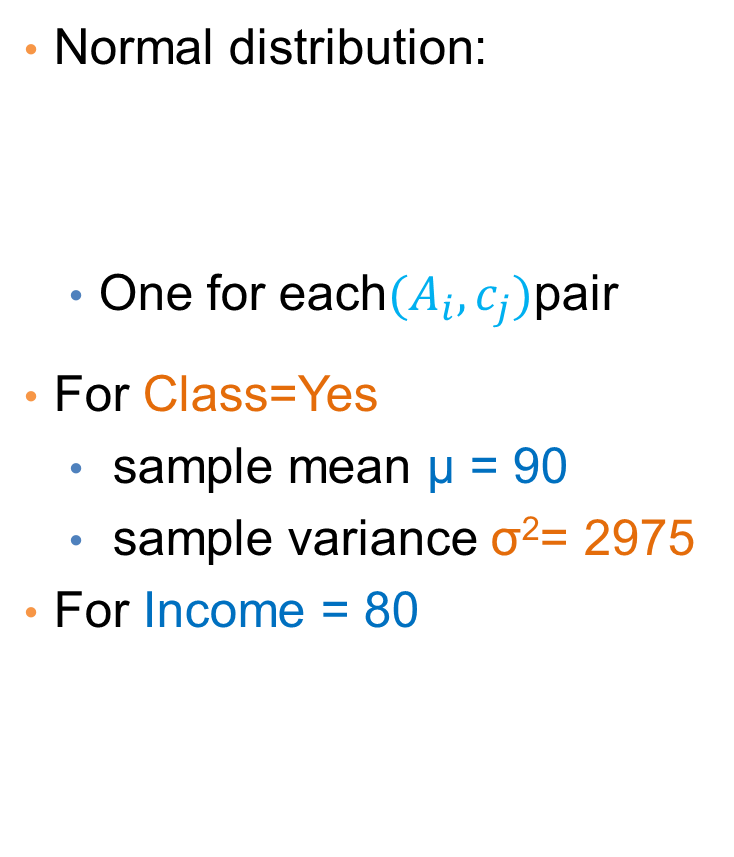 • Normal distribution:
• One for each(𝐴ᵢ, 𝑐ⱼ)pair
• For Class=Yes
• sample mean μ = 90
• sample variance σ²= 2975
• For Income = 80